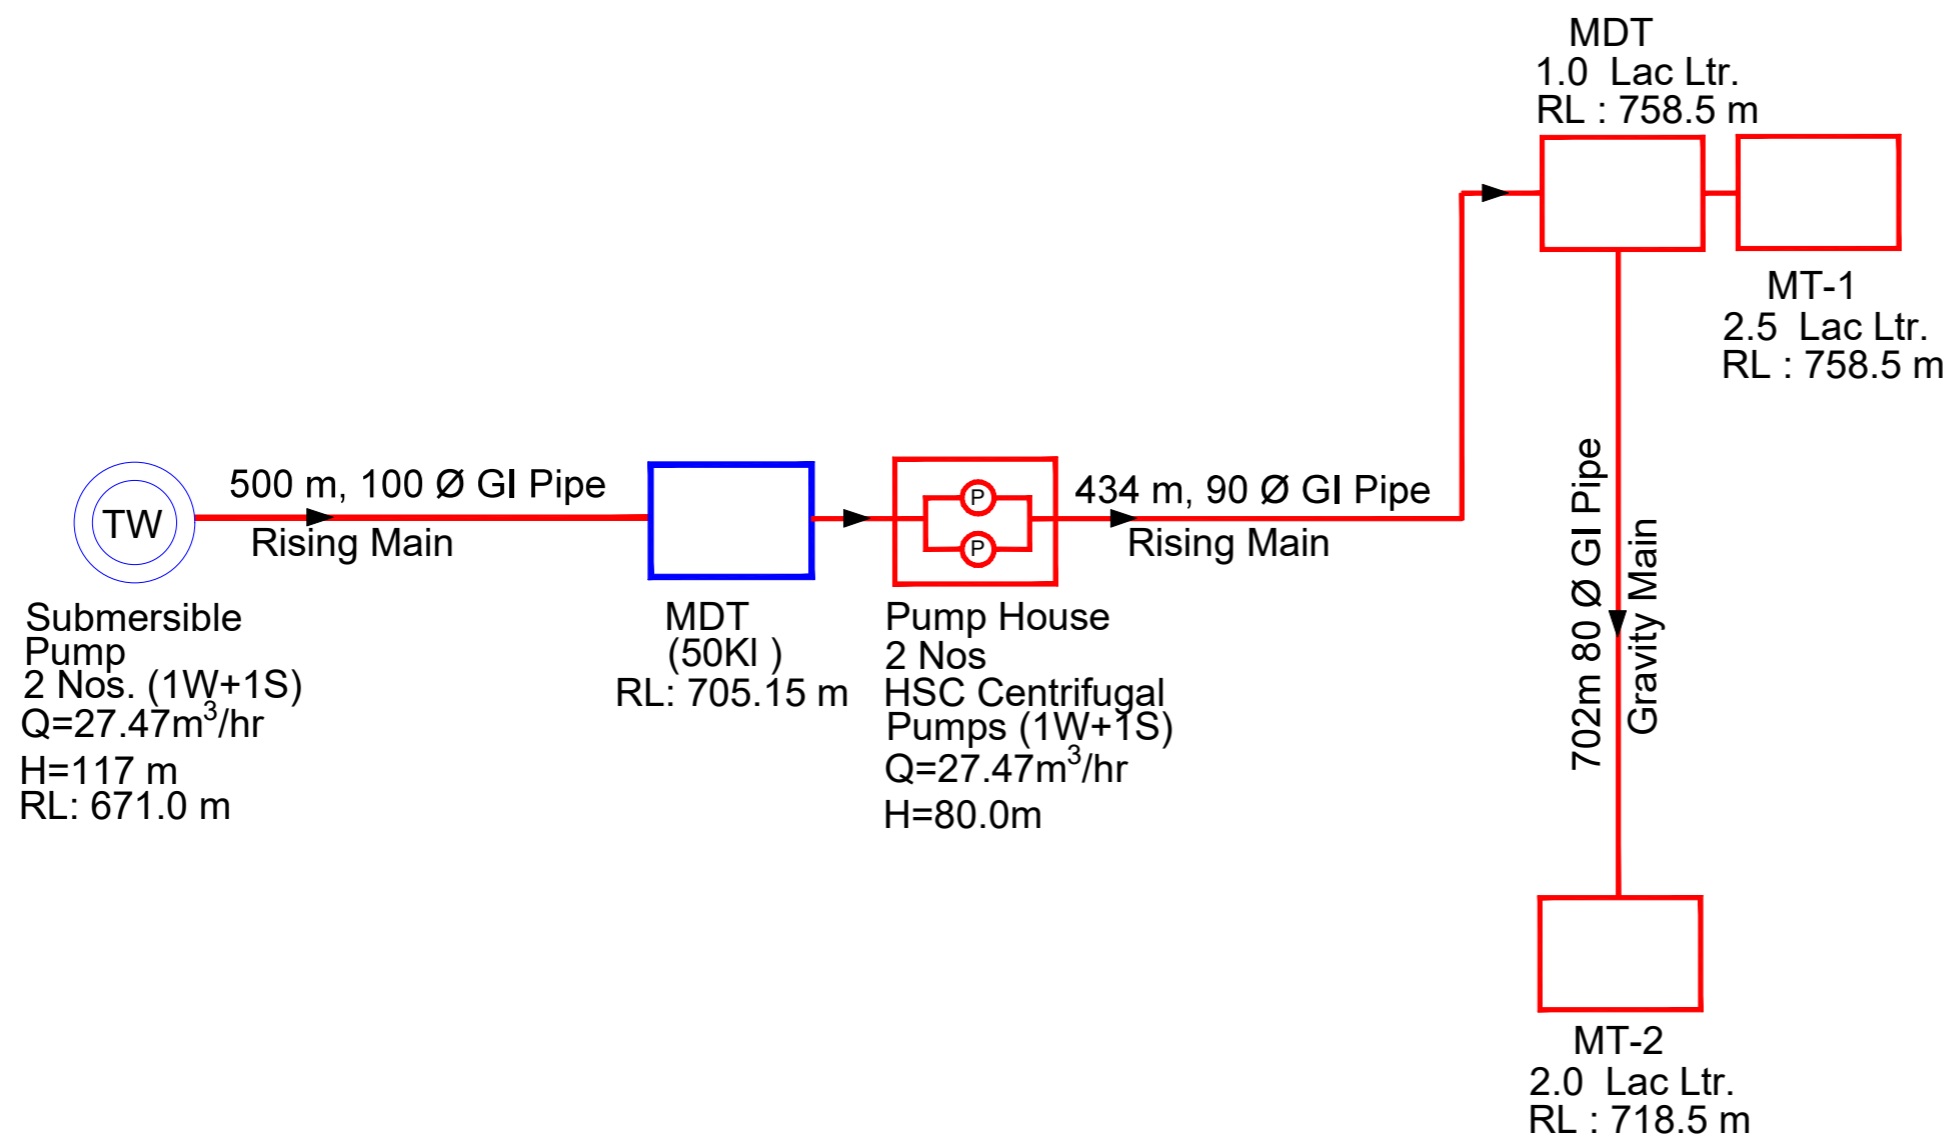 MDT
1.0 Lac Ltr.
RL : 758.5 m
MT-1
2.5 Lac Ltr.
RL : 758.5 m
TW
500 m, 100 Ø GI Pipe
Rising Main
Submersible
Pump
2 Nos. (1W+1S)
Q=27.47m³/hr
H=117 m
RL: 671.0 m
MDT
(50Kl )
RL: 705.15 m
P
P
Pump House
2 Nos
HSC Centrifugal
Pumps (1W+1S)
Q=27.47m³/hr
H=80.0m
434 m, 90 Ø GI Pipe
Rising Main
702m 80 Ø GI Pipe
Gravity Main
MT-2
2.0 Lac Ltr.
RL : 718.5 m